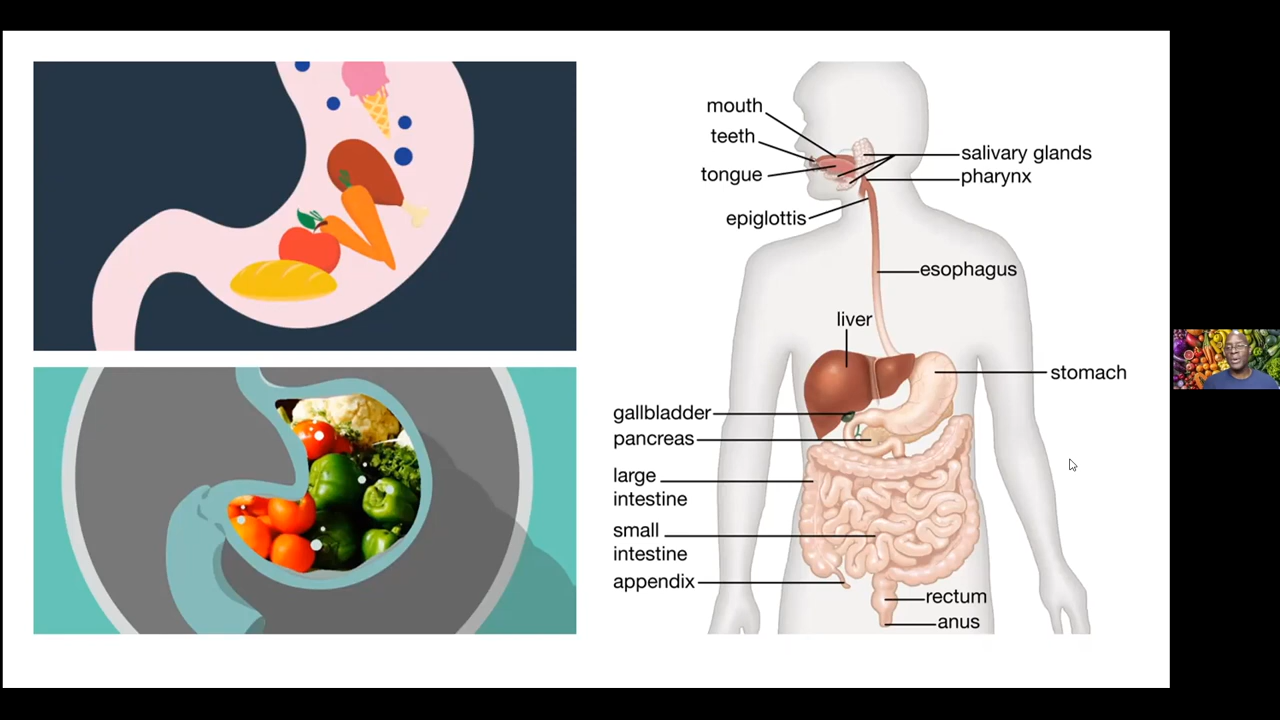 mouth
teeth
tongue
salivary glands
pharynx
epiglottis
esophagus
liver
stomach
gallbladder
pancreas
large
intestine
small
intestine
appendix
rectum
anus